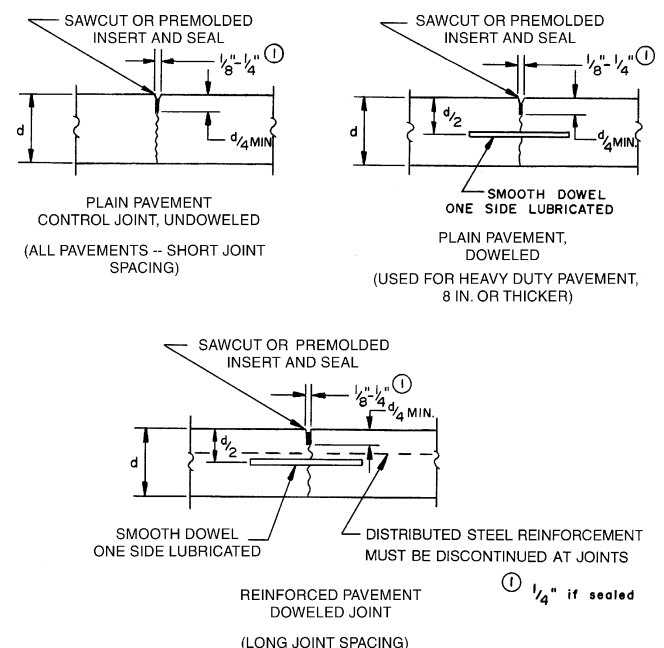 SAWCUT OR PREMOLDED
INSERT AND SEAL
1/8"-1/4" ①
d
d/4 MIN.
PLAIN PAVEMENT
CONTROL JOINT, UNDOWELED
(ALL PAVEMENTS -- SHORT JOINT
SPACING)
SAWCUT OR PREMOLDED
INSERT AND SEAL
1/8"-1/4" ①
d
d/2
d/4 MIN.
SMOOTH DOWEL
ONE SIDE LUBRICATED
PLAIN PAVEMENT,
DOWELED
(USED FOR HEAVY DUTY PAVEMENT,
8 IN. OR THICKER)
SAWCUT OR PREMOLDED
INSERT AND SEAL
1/8"-1/4" ①
d/4 MIN.
d
d/2
SMOOTH DOWEL
ONE SIDE LUBRICATED
DISTRIBUTED STEEL REINFORCEMENT
MUST BE DISCONTINUED AT JOINTS
REINFORCED PAVEMENT
DOWELED JOINT
(LONG JOINT SPACING)
① 1/4" if sealed